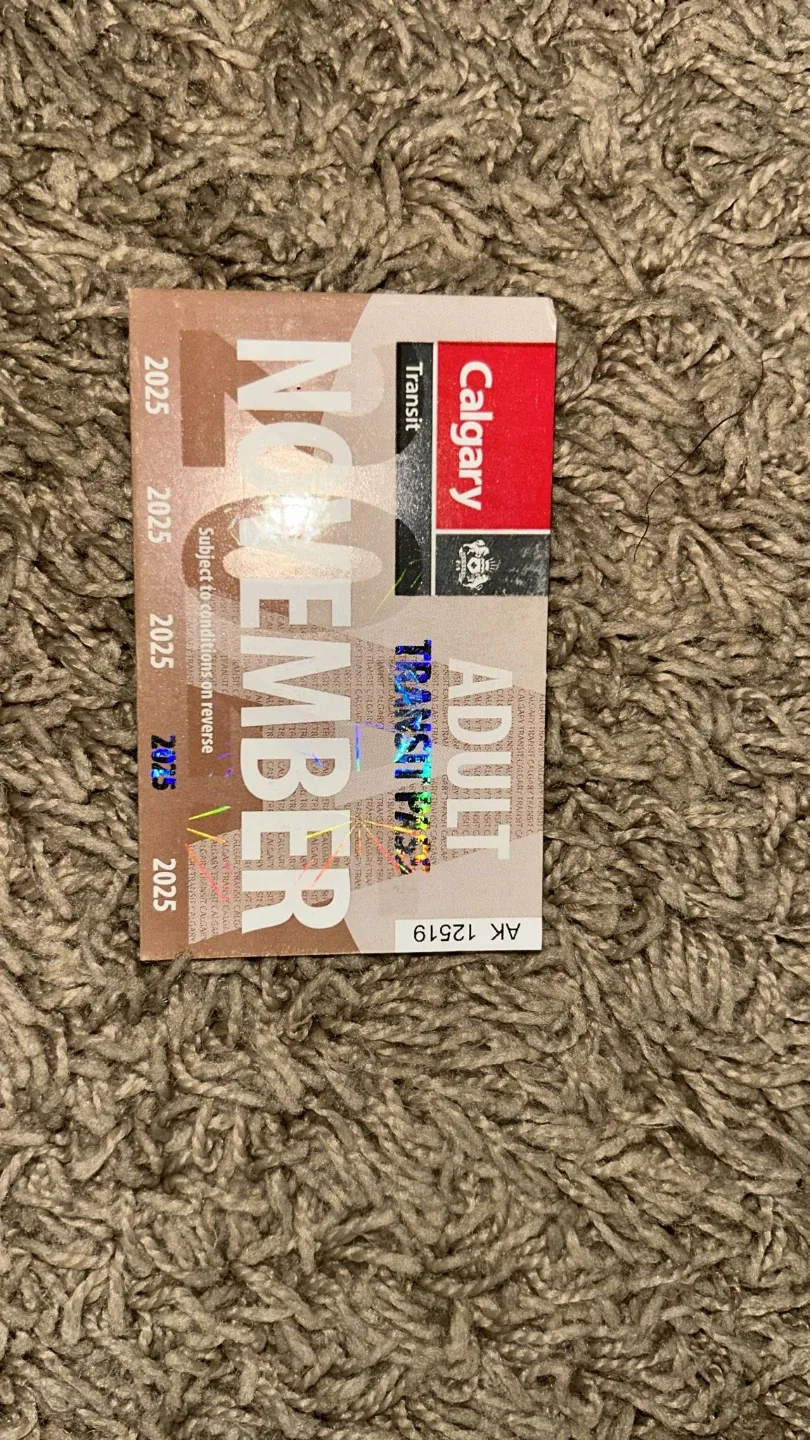 Calgary
Transit
ADULT
TRANSIT PASS
AK 12519
NOVEMBER
Subject to conditions on reverse
2025 2025 2025 2025 2025